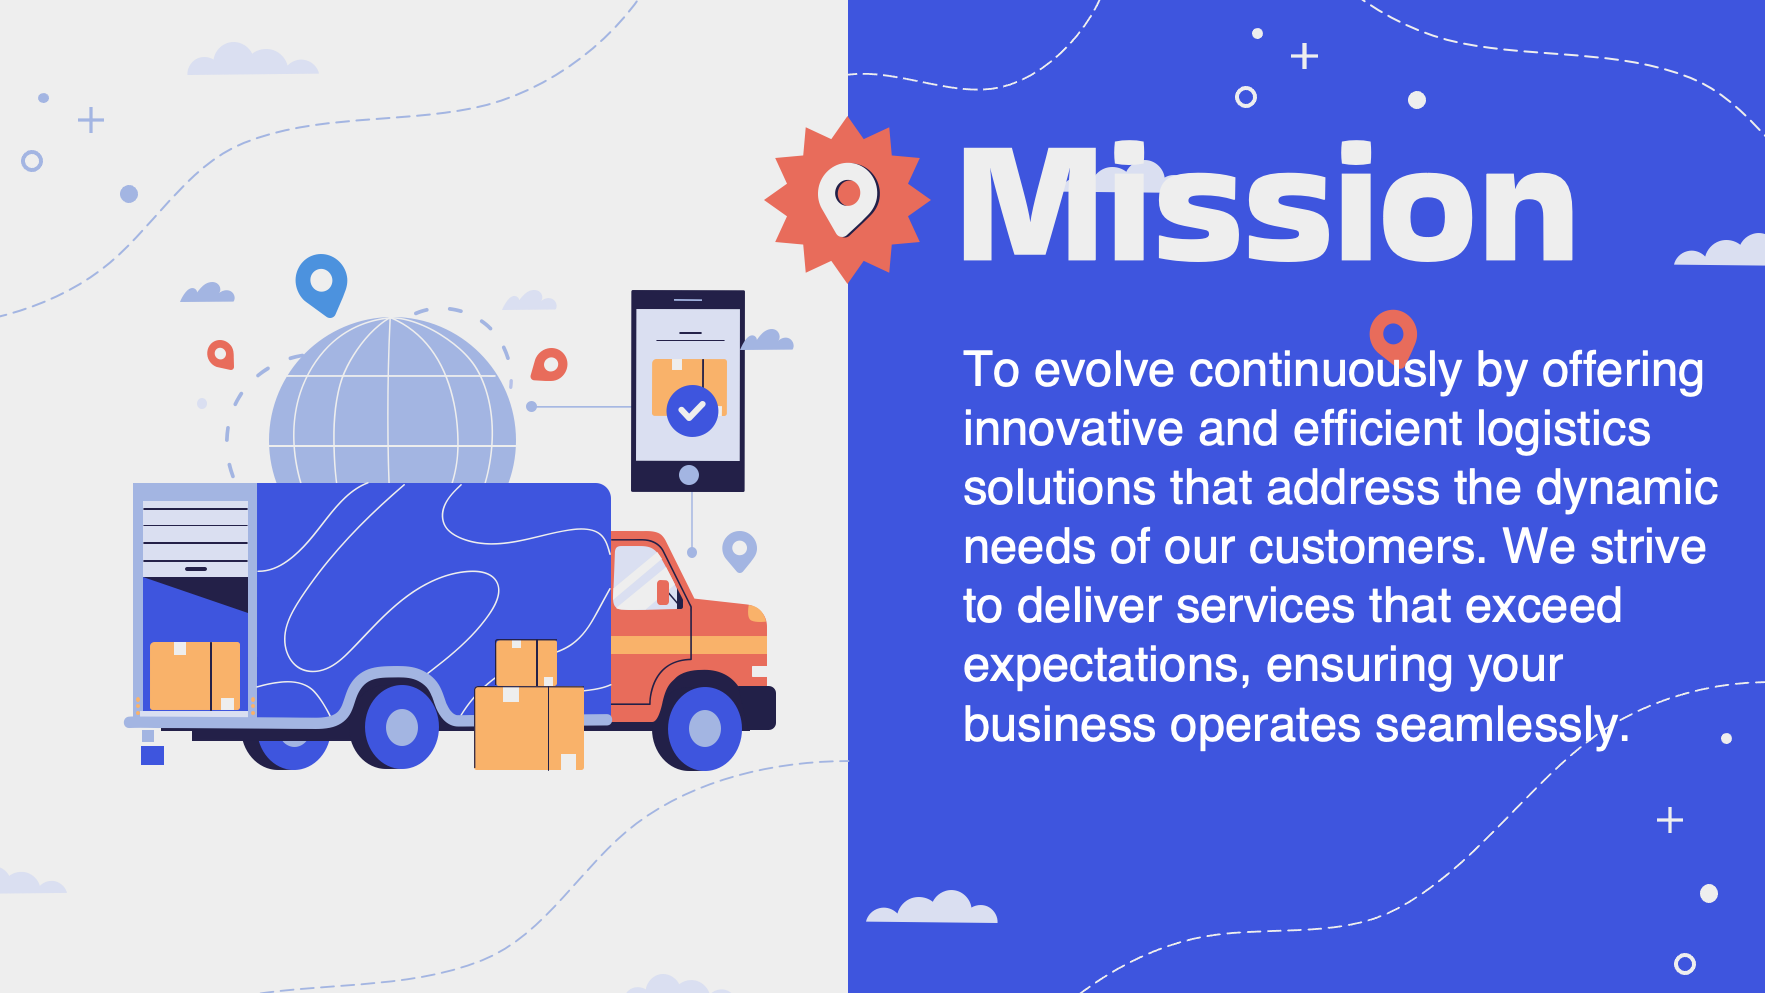 Mission
To evolve continuously by offering
innovative and efficient logistics
solutions that address the dynamic
needs of our customers. We strive
to deliver services that exceed
expectations, ensuring your
business operates seamlessly.